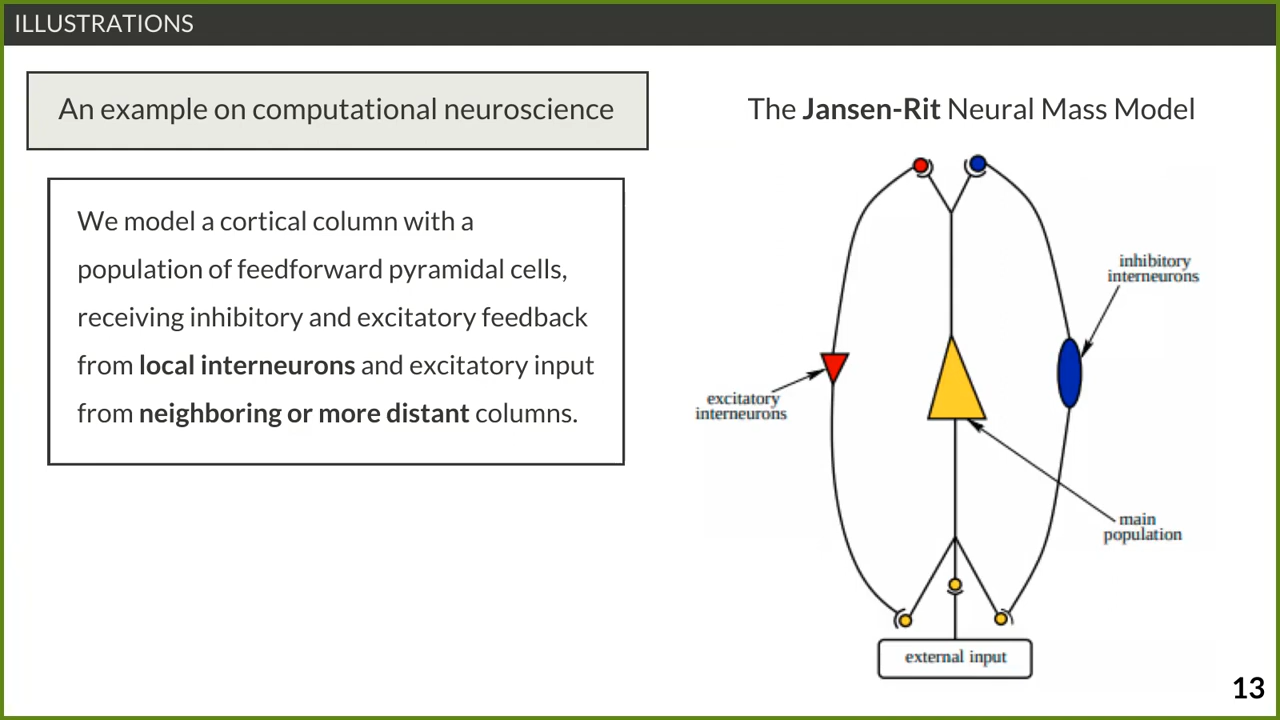 ILLUSTRATIONS
An example on computational neuroscience
We model a cortical column with a
population of feedforward pyramidal cells,
receiving inhibitory and excitatory feedback
from local interneurons and excitatory input
from neighboring or more distant columns.
The Jansen-Rit Neural Mass Model
inhibitory
interneurons
excitatory
interneurons
main
population
external input
13